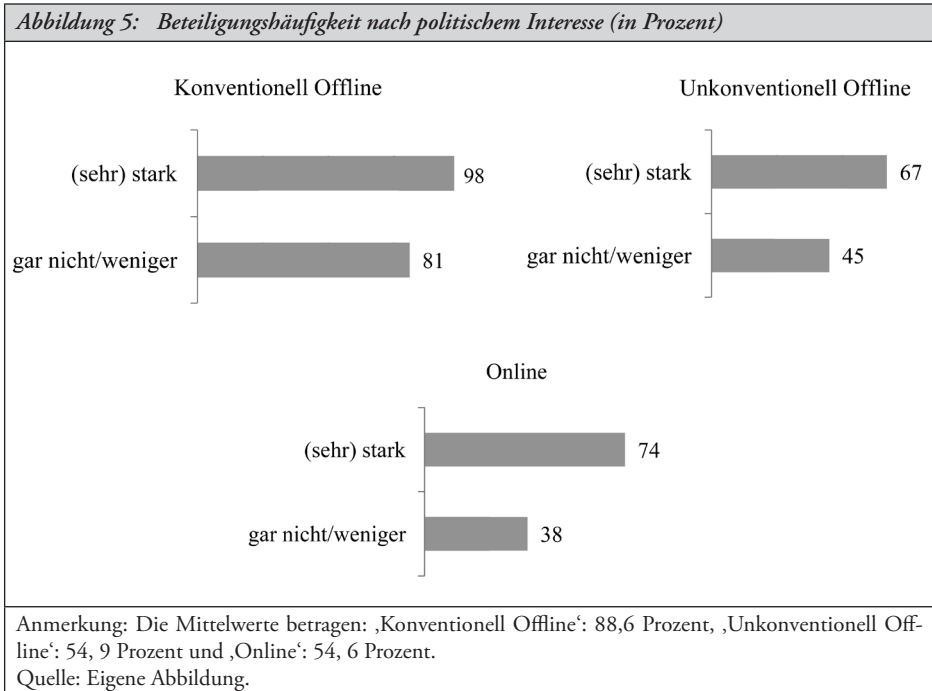 Abbildung 5: Beteiligungshäufigkeit nach politischem Interesse (in Prozent)
Konventionell Offline
(sehr) stark 98
gar nicht/weniger 81
Unkonventionell Offline
(sehr) stark 67
gar nicht/weniger 45
Online
(sehr) stark 74
gar nicht/weniger 38
Anmerkung: Die Mittelwerte betragen: ‚Konventionell Offline‘: 88,6 Prozent, ‚Unkonventionell Off-
line‘: 54, 9 Prozent und ‚Online‘: 54, 6 Prozent.
Quelle: Eigene Abbildung.